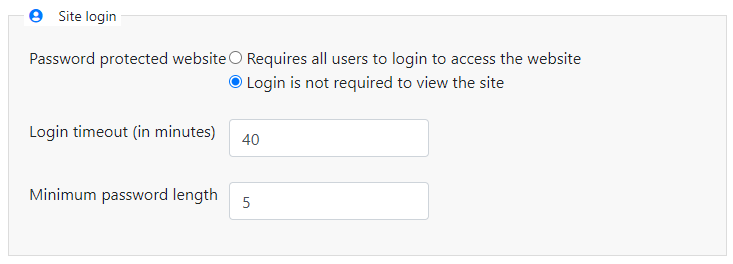 Site login
Password protected website Requires all users to login to access the website
Login is not required to view the site
Login timeout (in minutes) 40
Minimum password length 5